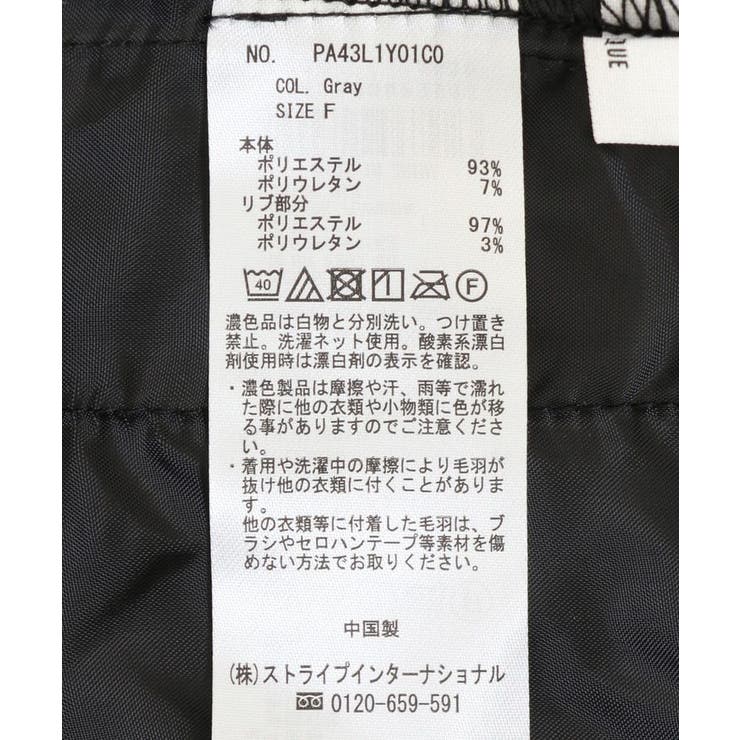 QUE
NO. PA43L1Y01C0
COL. Gray
SIZE F
本体
ポリエステル 93%
ポリウレタン 7%
リブ部分
ポリエステル 97%
ポリウレタン 3%
40 F
濃色品は白物と分別洗い。つけ置き
禁止。洗濯ネット使用。酸素系漂白
剤使用時は漂白剤の表示を確認。
・濃色製品は摩擦や汗、雨等で濡れ
た際に他の衣類や小物類に色が移
る事がありますのでご注意くださ
い。
・着用や洗濯中の摩擦により毛羽が
抜け他の衣類に付くことがありま
す。
他の衣類等に付着した毛羽は、ブ
ラシやセロハンテープ等素材を傷
めない方法でお取りください。
中国製
(株)ストライプインターナショナル
0120-659-591